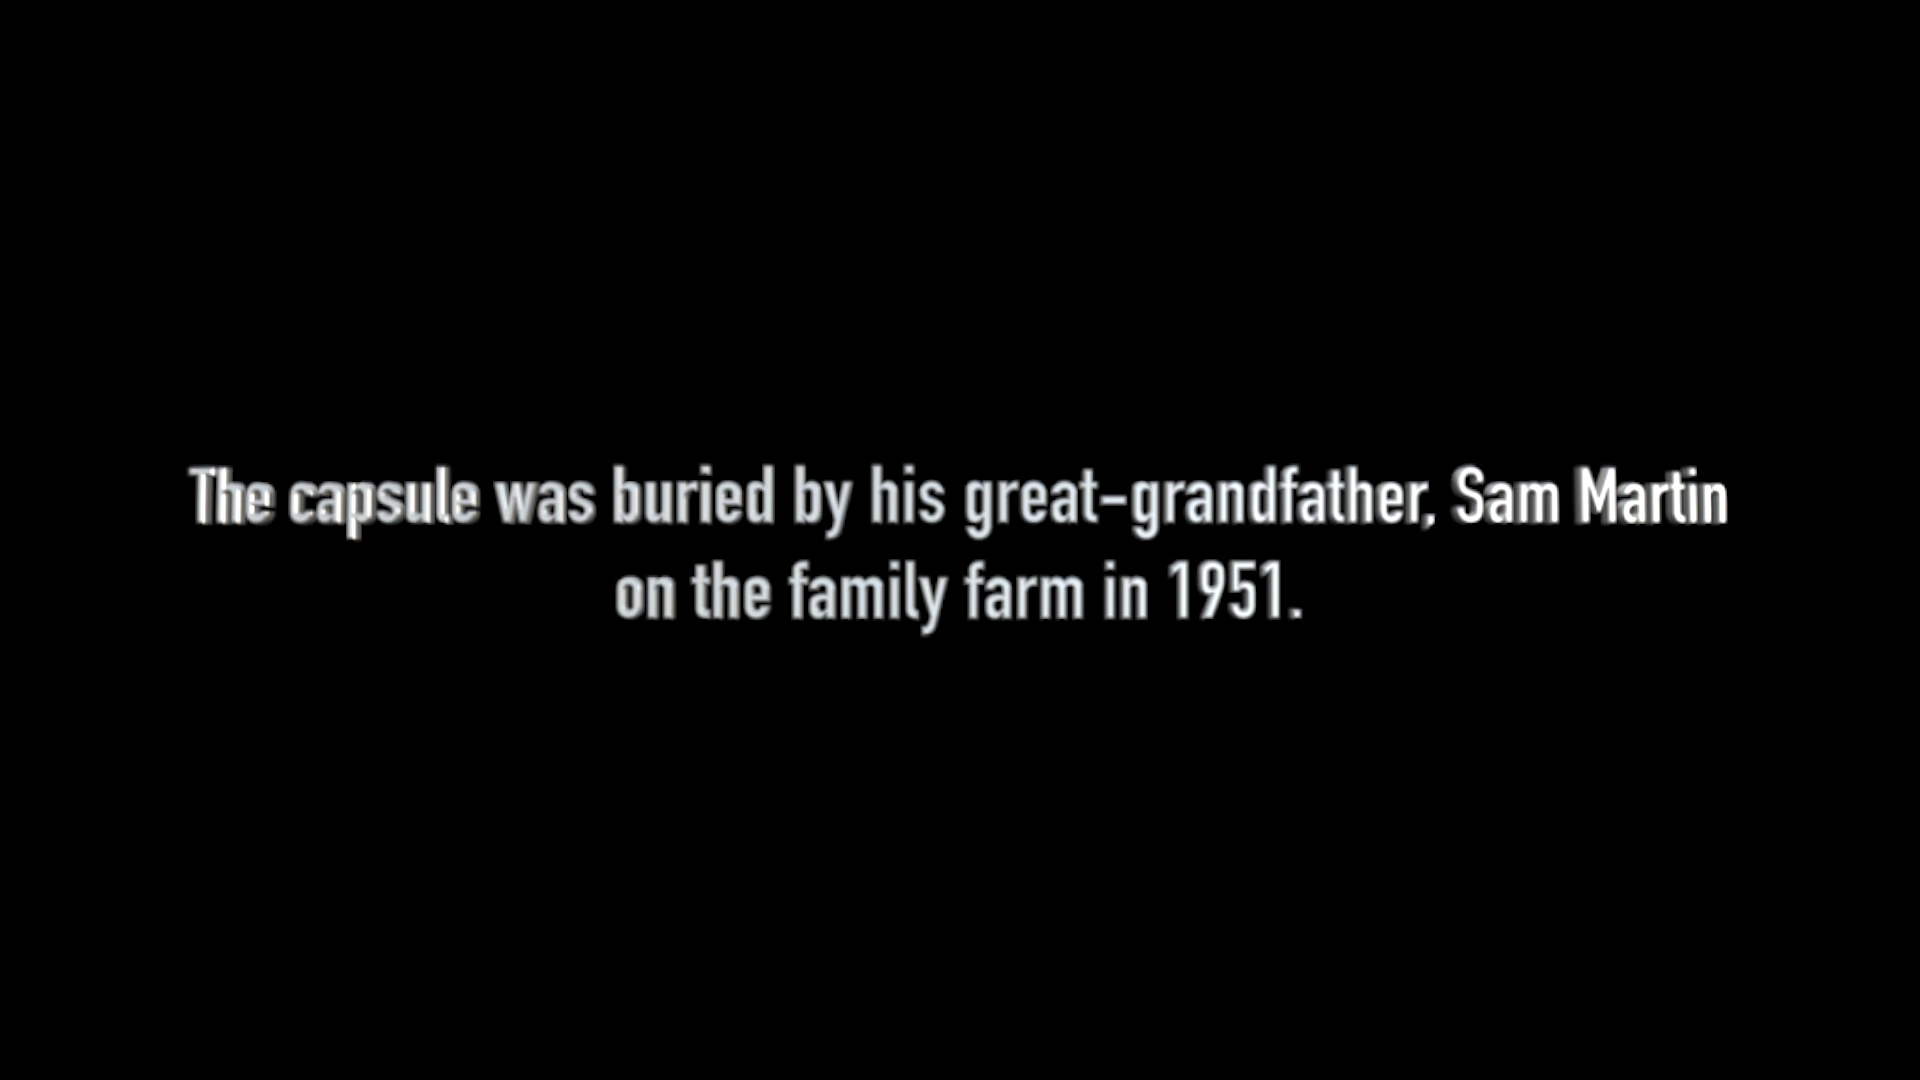 The capsule was buried by his great-grandfather, Sam Martin
on the family farm in 1951.